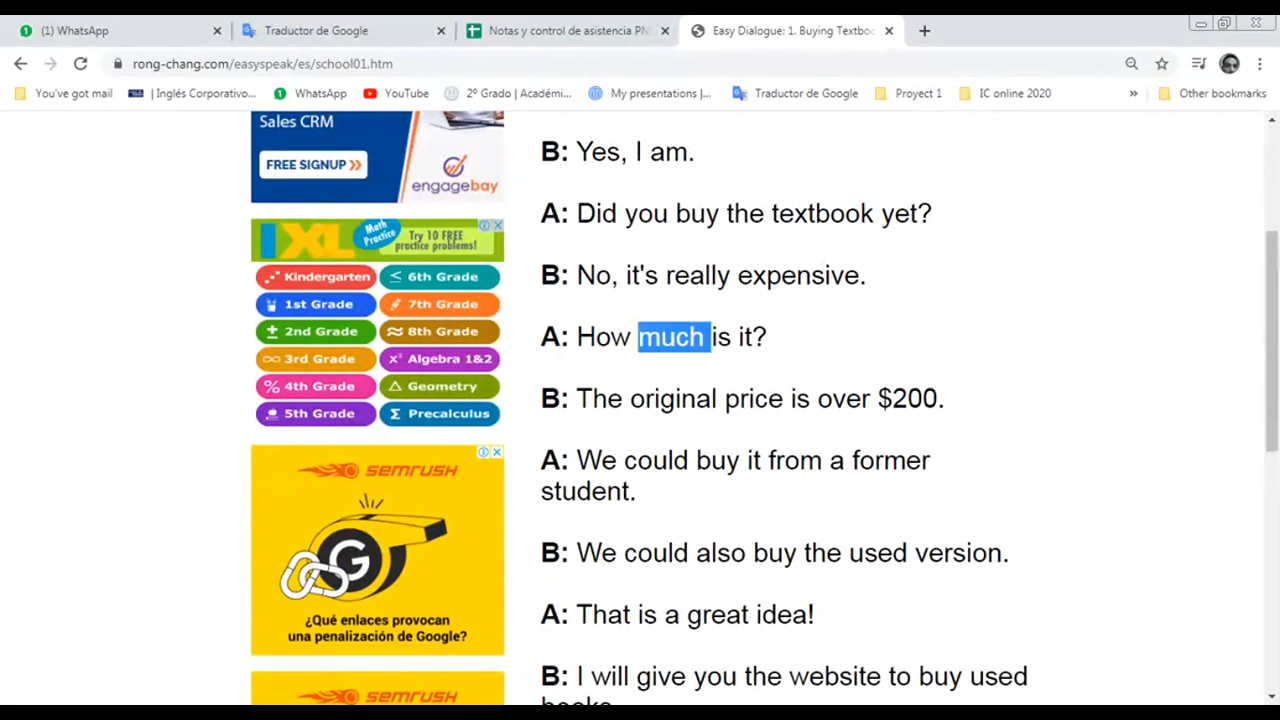 (1) WhatsApp
Traductor de Google
Notas y control de asistencia PN
Easy Dialogue: 1. Buying Textboo
rong-chang.com/easyspeak/es/school01.htm
You've got mail
| Inglés Corporativo...
WhatsApp
YouTube
2º Grado | Académi...
My presentations |...
Traductor de Google
Proyect 1
IC online 2020
»
Other bookmarks
Sales CRM
FREE SIGNUP »
engagebay
IXL
Math Practice
Try 10 FREE
practice problems!
Kindergarten
6th Grade
1st Grade
7th Grade
2nd Grade
8th Grade
3rd Grade
Algebra 1&2
4th Grade
Geometry
5th Grade
Precalculus
semrush
G
¿Qué enlaces provocan
una penalización de Google?
semrush
B: Yes, I am.
A: Did you buy the textbook yet?
B: No, it's really expensive.
A: How much is it?
B: The original price is over $200.
A: We could buy it from a former
student.
B: We could also buy the used version.
A: That is a great idea!
B: I will give you the website to buy used
books.